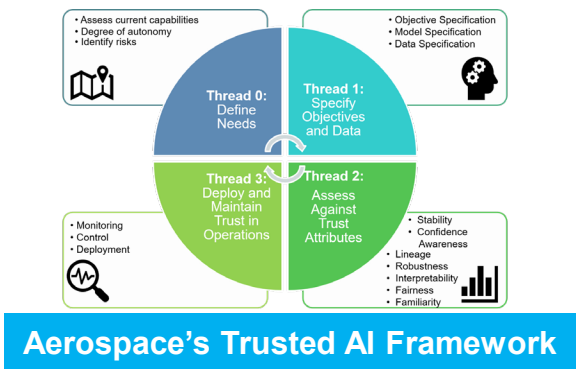 • Assess current capabilities
• Degree of autonomy
• Identify risks
• Objective Specification
• Model Specification
• Data Specification
Thread 0:
Define
Needs
Thread 1:
Specify
Objectives
and Data
Thread 3:
Deploy and
Maintain
Trust in
Operations
Thread 2:
Assess
Against
Trust
Attributes
• Monitoring
• Control
• Deployment
• Stability
• Confidence
Awareness
• Lineage
• Robustness
• Interpretability
• Fairness
• Familiarity
Aerospace's Trusted AI Framework